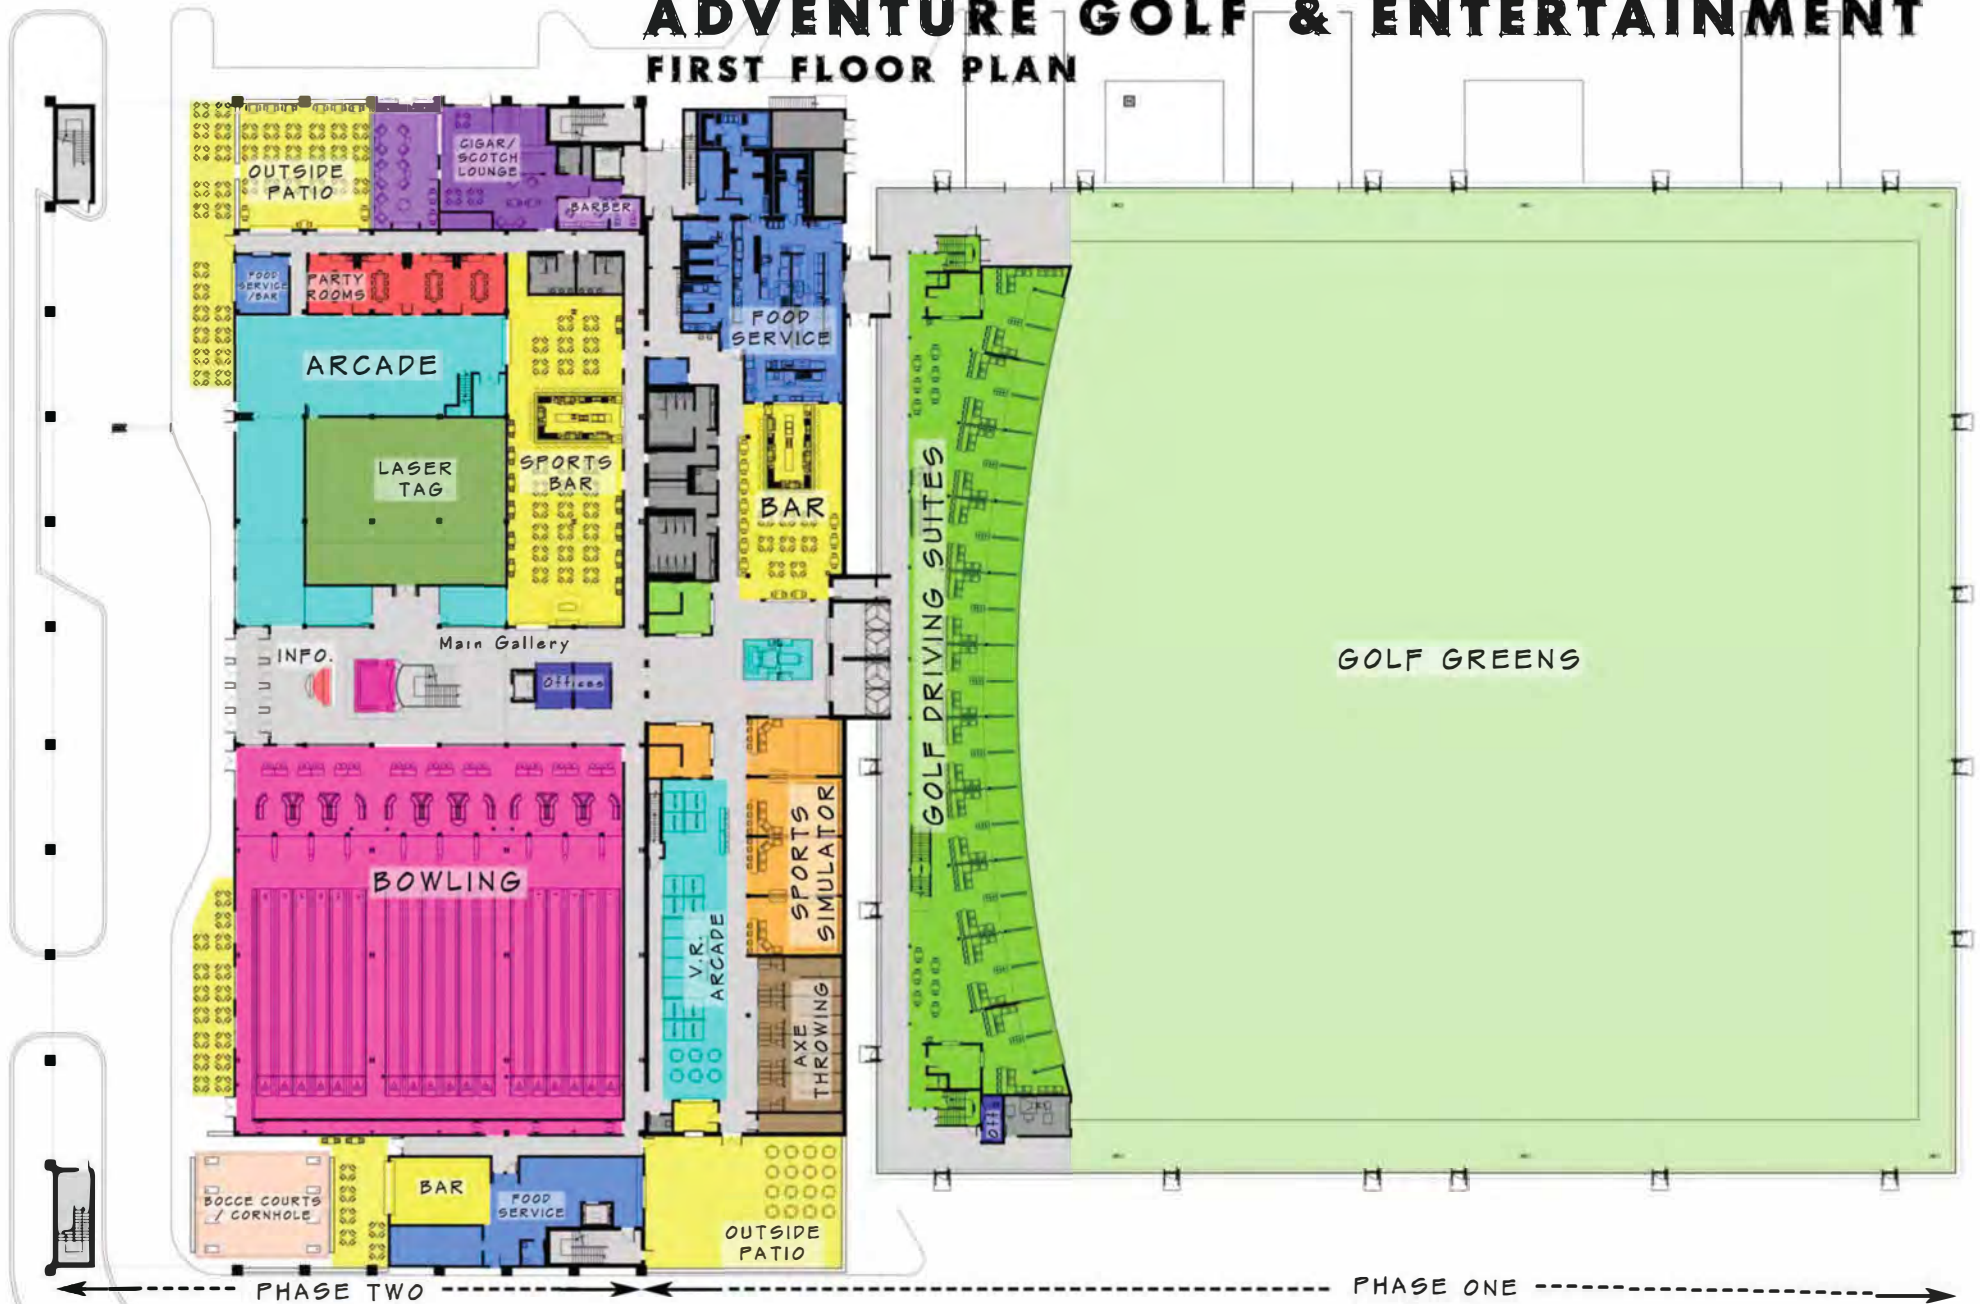 ADVENTURE GOLF & ENTERTAINMENT
FIRST FLOOR PLAN
OUTSIDE
PATIO
CIGAR/
SCOTCH
LOUNGE
BARBER
FOOD
SERVICE
/BAR
PARTY
ROOMS
ARCADE
LASER
TAG
SPORTS
BAR
FOOD
SERVICE
BAR
GOLF DRIVING SUITES
GOLF GREENS
Main Gallery
INFO.
Offices
BOWLING
V.R.
ARCADE
SPORTS
SIMULATOR
AXE
THROWING
Off
BOCCE COURTS
/ CORNHOLE
BAR
FOOD
SERVICE
OUTSIDE
PATIO
PHASE TWO
PHASE ONE